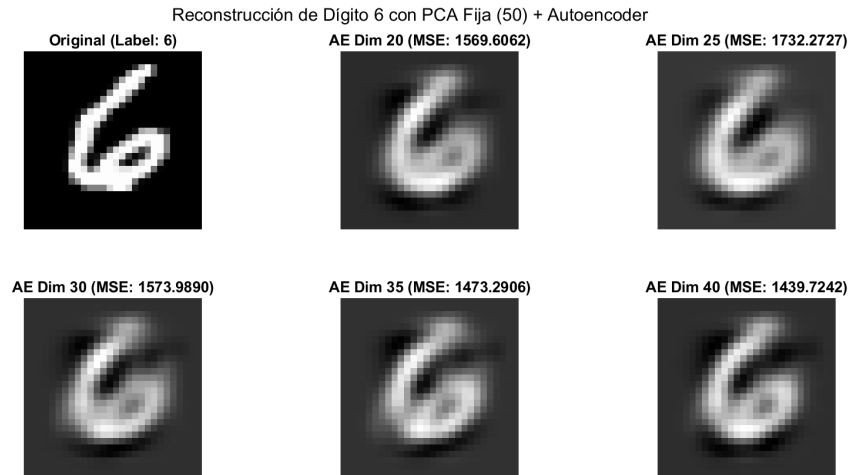 Reconstrucción de Dígito 6 con PCA Fija (50) + Autoencoder
Original (Label: 6)
AE Dim 20 (MSE: 1569.6062)
AE Dim 25 (MSE: 1732.2727)
AE Dim 30 (MSE: 1573.9890)
AE Dim 35 (MSE: 1473.2906)
AE Dim 40 (MSE: 1439.7242)